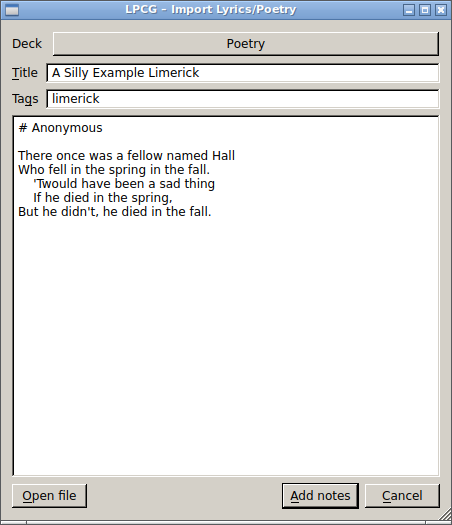 LPCG – Import Lyrics/Poetry
Deck Poetry
Title A Silly Example Limerick
Tags limerick
# Anonymous
There once was a fellow named Hall
Who fell in the spring in the fall.
'Twould have been a sad thing
If he died in the spring,
But he didn't, he died in the fall.
Open file Add notes Cancel